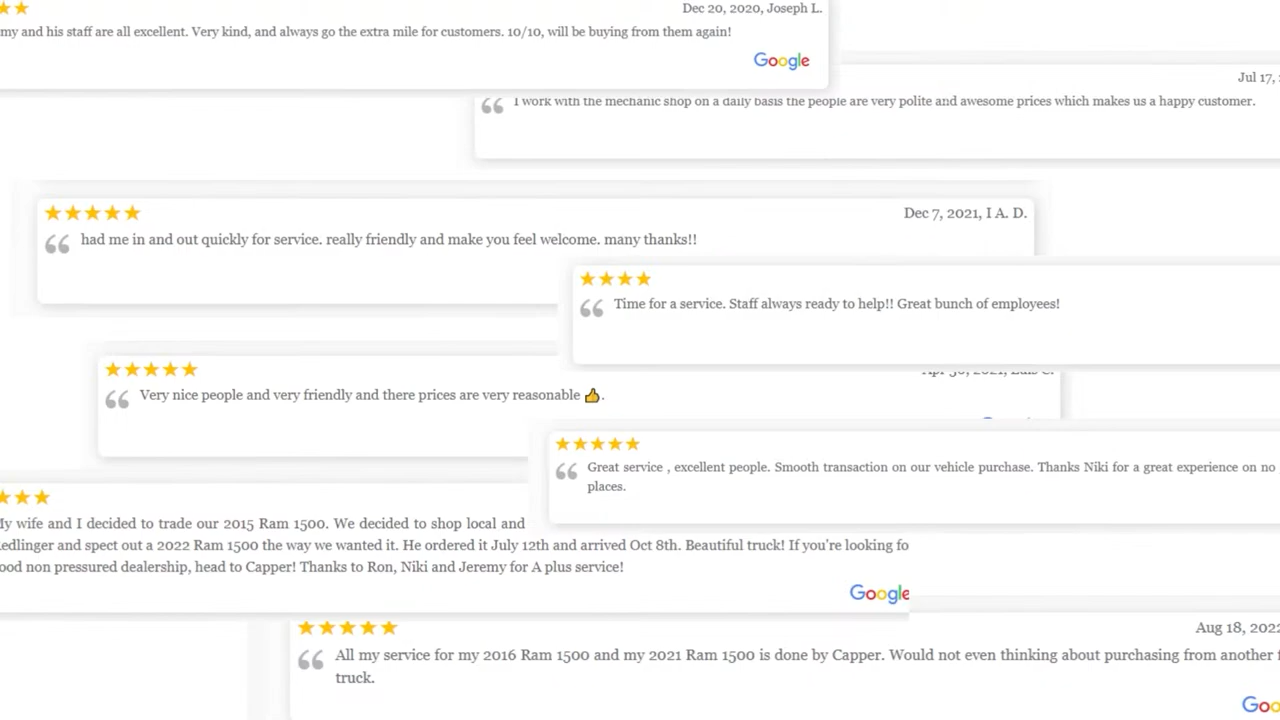 Dec 20, 2020, Joseph L.
my and his staff are all excellent. Very kind, and always go the extra mile for customers. 10/10, will be buying from them again!
Google
Jul 17,
I work with the mechanic shop on a daily basis the people are very polite and awesome prices which makes us a happy customer.
Dec 7, 2021, I A. D.
had me in and out quickly for service. really friendly and make you feel welcome. many thanks!!
Time for a service. Staff always ready to help!! Great bunch of employees!
Apr 30, 2021, Luis C.
Very nice people and very friendly and there prices are very reasonable 👍.
Great service , excellent people. Smooth transaction on our vehicle purchase. Thanks Niki for a great experience on no
places.
My wife and I decided to trade our 2015 Ram 1500. We decided to shop local and
edlinger and spect out a 2022 Ram 1500 the way we wanted it. He ordered it July 12th and arrived Oct 8th. Beautiful truck! If you're looking fo
ood non pressured dealership, head to Capper! Thanks to Ron, Niki and Jeremy for A plus service!
Google
Aug 18, 2022
All my service for my 2016 Ram 1500 and my 2021 Ram 1500 is done by Capper. Would not even thinking about purchasing from another f
truck.
Goo